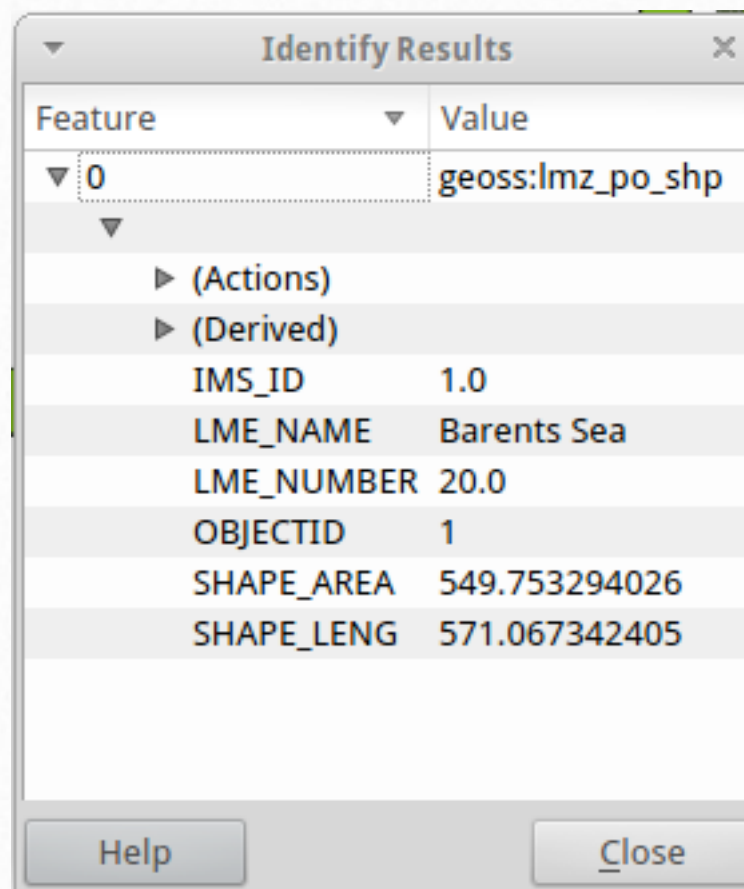 Identify Results
Feature Value
0 geoss:lmz_po_shp
(Actions)
(Derived)
IMS_ID 1.0
LME_NAME Barents Sea
LME_NUMBER 20.0
OBJECTID 1
SHAPE_AREA 549.753294026
SHAPE_LENG 571.067342405
Help Close